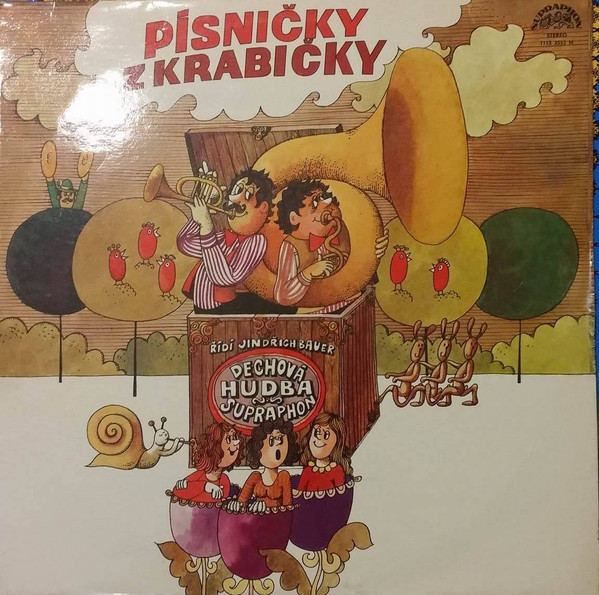 PÍSNIČKY
Z KRABIČKY
SUPRAPHON
STEREO
ŘÍDÍ JINDŘICH BAUER
DECHOVÁ
HUDBA
SUPRAPHON